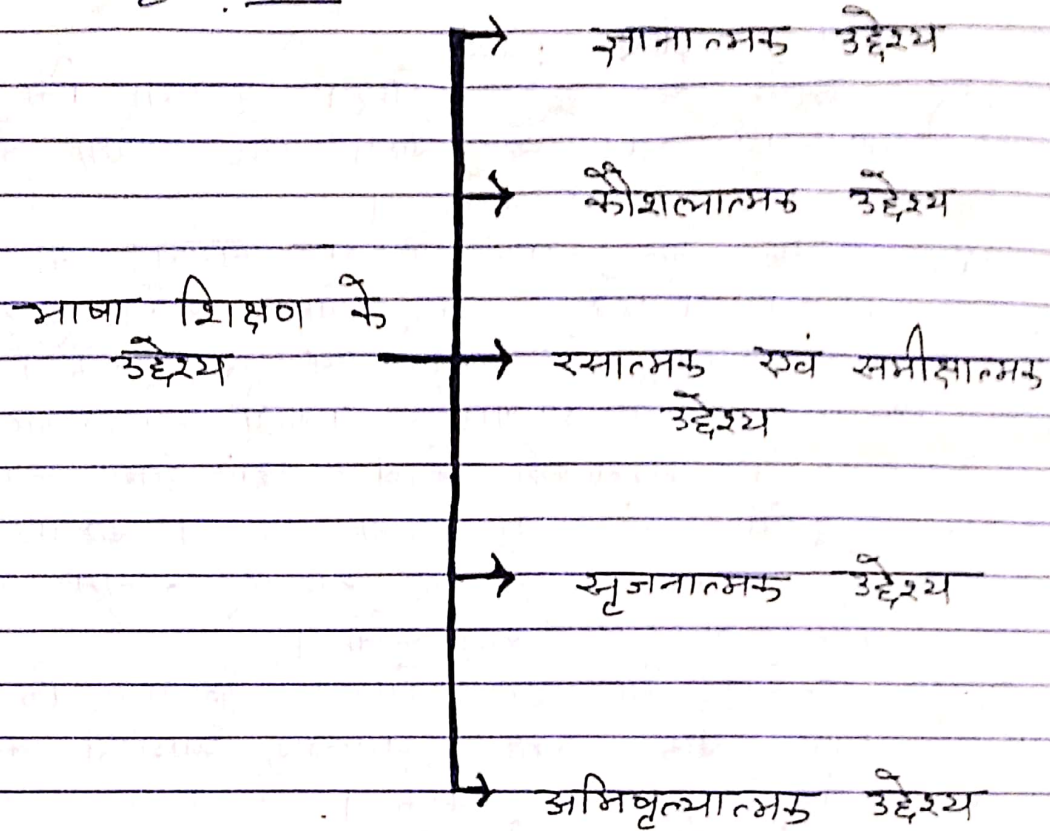 ज्ञानात्मक उद्देश्य
कौशल्यात्मक उद्देश्य
भाषा शिक्षण के
उद्देश्य
रसात्मक एवं समीक्षात्मक
उद्देश्य
सृजनात्मक उद्देश्य
अभिवृत्यात्मक उद्देश्य